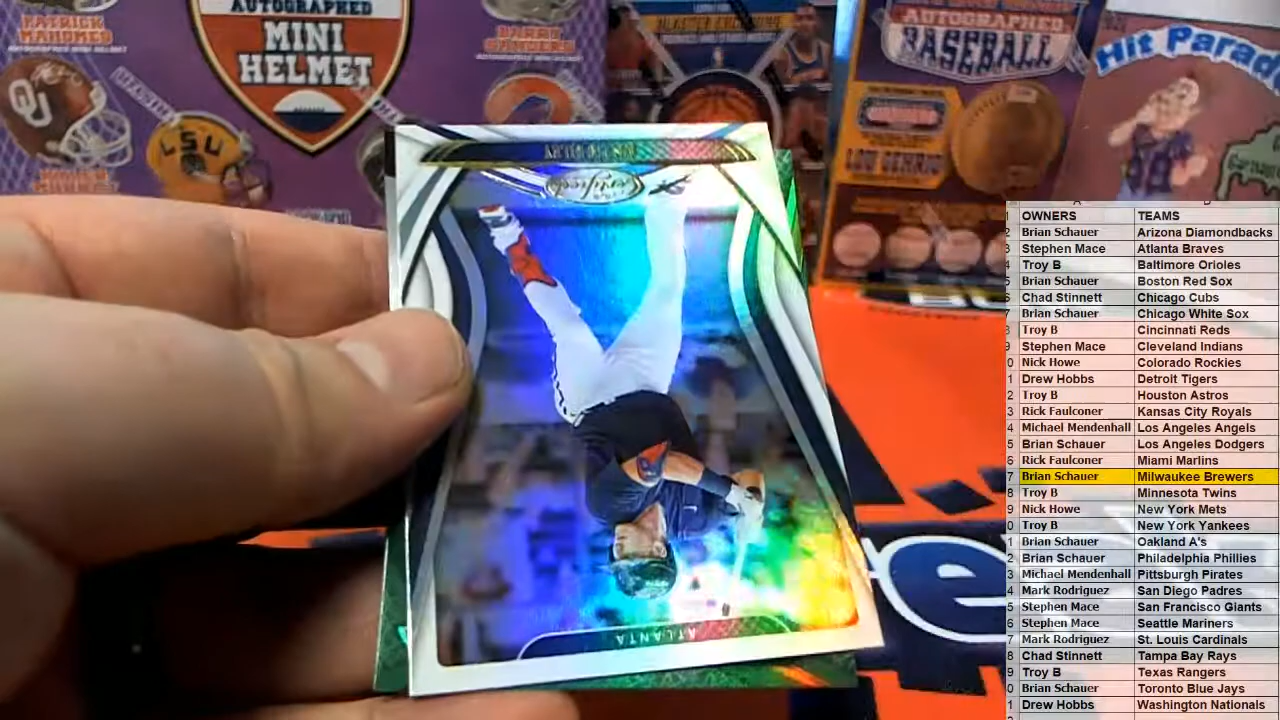 PATRICK MAHOMES
AUTOGRAPHED MINI HELMET
AUTOGRAPHED
MINI
HELMET
BARRY SANDERS
OU
LSU
AUTOGRAPHED
BASEBALL
LOU GEHRIG
Hit Parade
Certified
ATLANTA
e
OWNERS TEAMS
Brian Schauer Arizona Diamondbacks
Stephen Mace Atlanta Braves
Troy B Baltimore Orioles
Brian Schauer Boston Red Sox
Chad Stinnett Chicago Cubs
Brian Schauer Chicago White Sox
Troy B Cincinnati Reds
Stephen Mace Cleveland Indians
Nick Howe Colorado Rockies
Drew Hobbs Detroit Tigers
Troy B Houston Astros
Rick Faulconer Kansas City Royals
Michael Mendenhall Los Angeles Angels
Brian Schauer Los Angeles Dodgers
Rick Faulconer Miami Marlins
Brian Schauer Milwaukee Brewers
Troy B Minnesota Twins
Nick Howe New York Mets
Troy B New York Yankees
Brian Schauer Oakland A's
Brian Schauer Philadelphia Phillies
Michael Mendenhall Pittsburgh Pirates
Mark Rodriguez San Diego Padres
Stephen Mace San Francisco Giants
Stephen Mace Seattle Mariners
Mark Rodriguez St. Louis Cardinals
Chad Stinnett Tampa Bay Rays
Troy B Texas Rangers
Brian Schauer Toronto Blue Jays
Drew Hobbs Washington Nationals